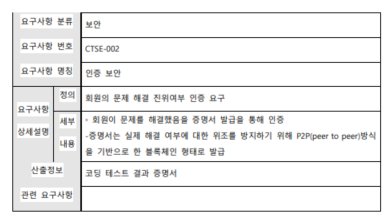 요구사항 분류 보안
요구사항 번호 CTSE-002
요구사항 명칭 인증 보안
요구사항 상세설명 정의 회원의 문제 해결 진위여부 인증 요구
세부 내용 - 회원이 문제를 해결했음을 증명서 발급을 통해 인증
-증명서는 실제 해결 여부에 대한 위조를 방지하기 위해 P2P(peer to peer)방식
을 기반으로 한 블록체인 형태로 발급
산출정보 코딩 테스트 결과 증명서
관련 요구사항